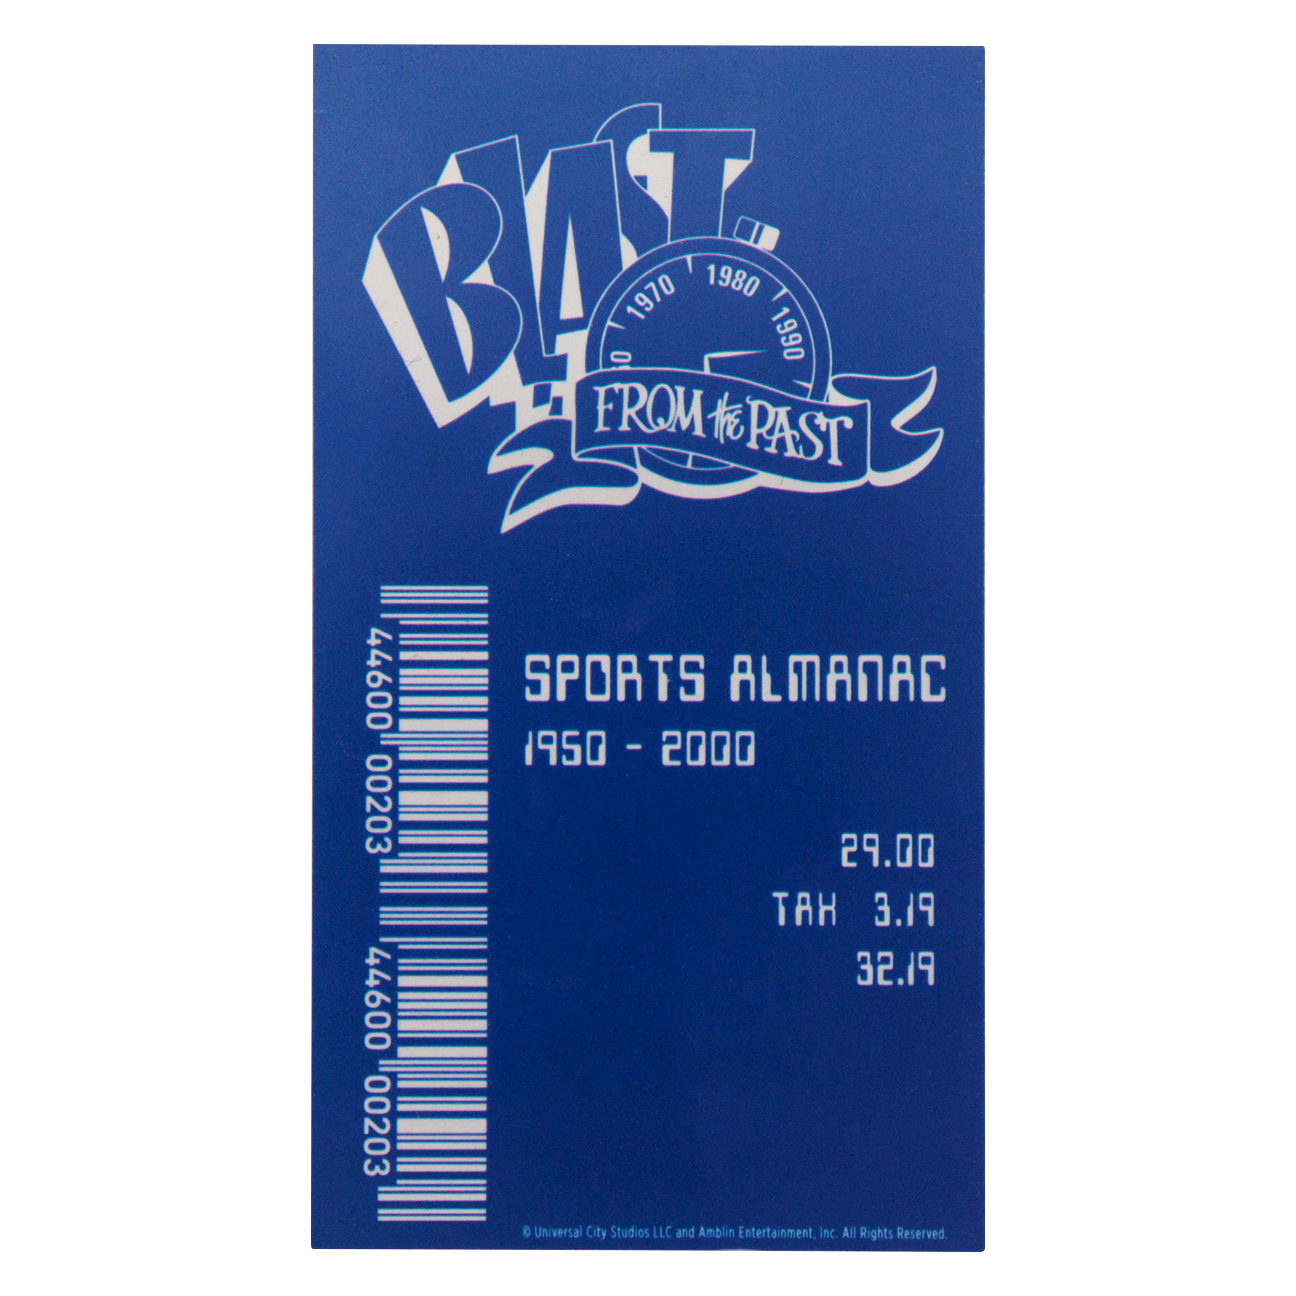 BLAST
1970 1980 1990
FROM the PAST
44600 00203
44600 00203
SPORTS ALMANAC
1950 - 2000
29.00
TAX 3.19
32.19
© Universal City Studios LLC and Amblin Entertainment, Inc. All Rights Reserved.